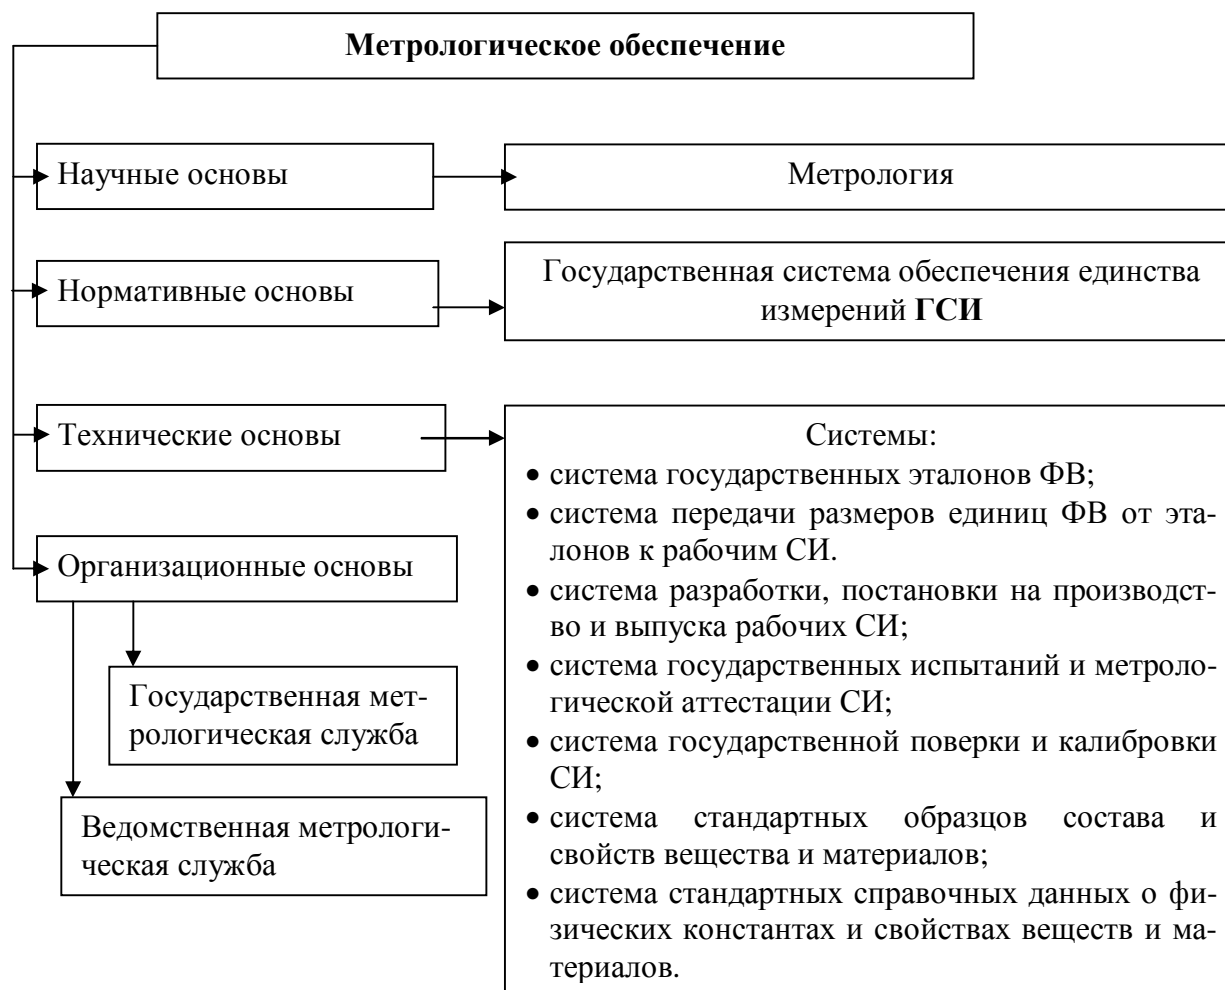 Метрологическое обеспечение
Научные основы
Метрология
Нормативные основы
Государственная система обеспечения единства
измерений ГСИ
Технические основы
Системы:
• система государственных эталонов ФВ;
• система передачи размеров единиц ФВ от эта-
лонов к рабочим СИ.
• система разработки, постановки на производст-
во и выпуска рабочих СИ;
• система государственных испытаний и метроло-
гической аттестации СИ;
• система государственной поверки и калибровки
СИ;
• система стандартных образцов состава и
свойств вещества и материалов;
• система стандартных справочных данных о фи-
зических константах и свойствах веществ и ма-
териалов.
Организационные основы
Государственная мет-
рологическая служба
Ведомственная метрологи-
ческая служба